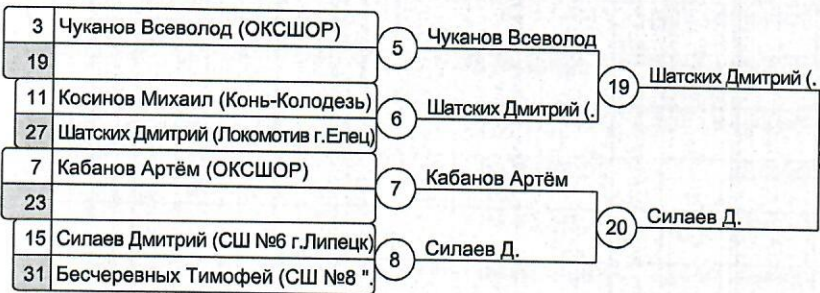 3 Чуканов Всеволод (ОКСШОР)
19
11 Косинов Михаил (Конь-Колодезь)
27 Шатских Дмитрий (Локомотив г.Елец)
7 Кабанов Артём (ОКСШОР)
23
15 Силаев Дмитрий (СШ №6 г.Липецк)
31 Бесчеревных Тимофей (СШ №8 ".
5 Чуканов Всеволод
6 Шатских Дмитрий (.
7 Кабанов Артём
8 Силаев Д.
19 Шатских Дмитрий (.
20 Силаев Д.